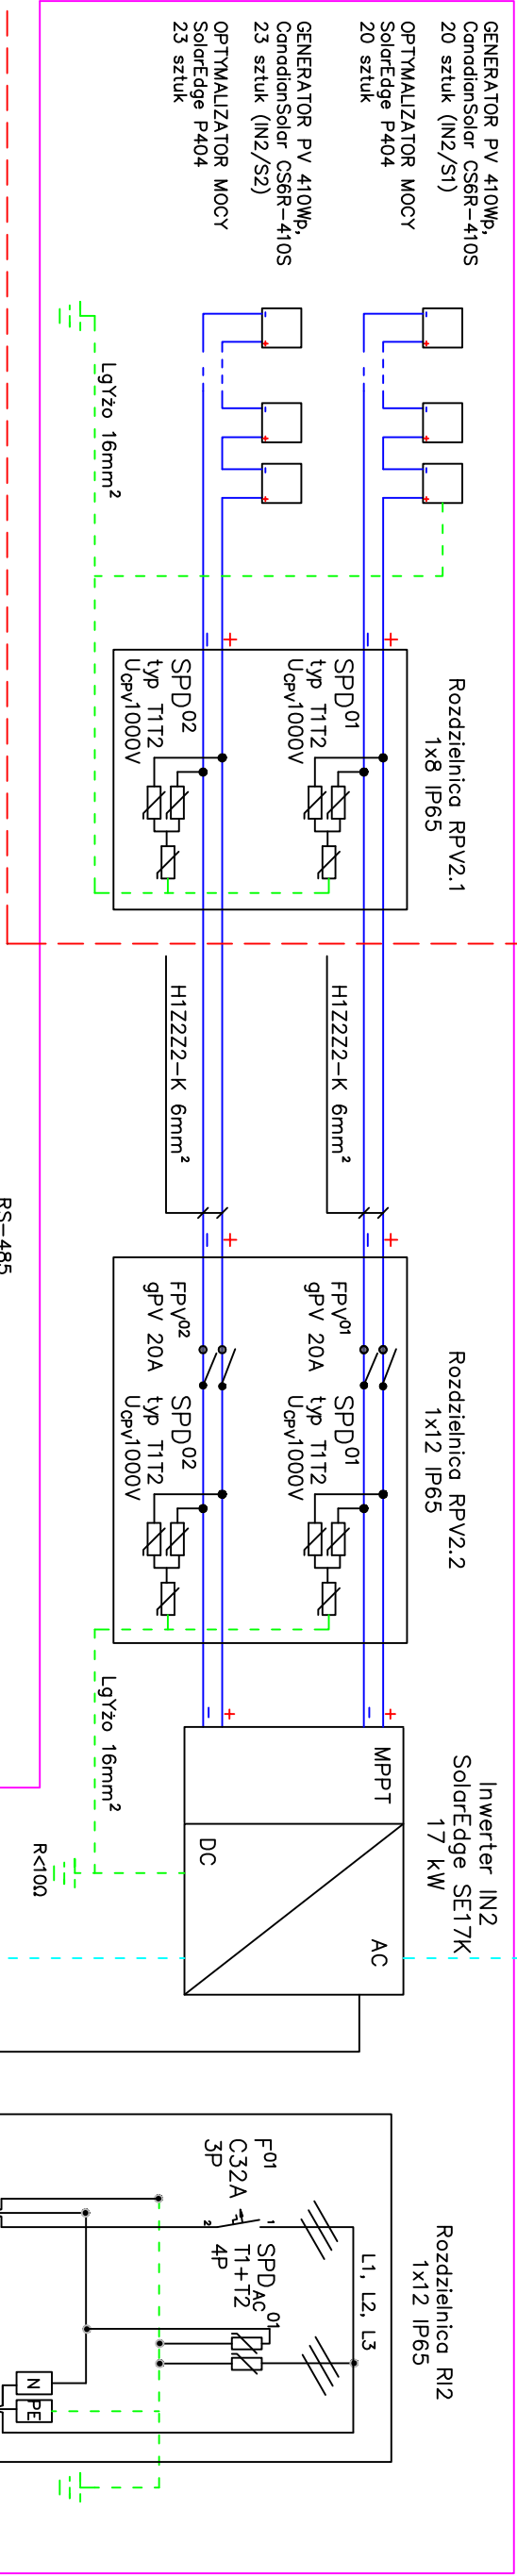 GENERATOR PV 410Wp,
CanadianSolar CS6R-410S
20 sztuk (IN2/S1)
OPTYMALIZATOR MOCY
SolarEdge P404
20 sztuk
GENERATOR PV 410Wp,
CanadianSolar CS6R-410S
23 sztuk (IN2/S2)
OPTYMALIZATOR MOCY
SolarEdge P404
23 sztuk
- +
- +
- +
- +
- +
- +
LgYżo 16mm²
Rozdzielnica RPV2.1
1x8 IP65
+
-
SPD01
typ T1T2
UCPV1000V
+
-
SPD02
typ T1T2
UCPV1000V
H1Z2Z2-K 6mm²
H1Z2Z2-K 6mm²
RS-485
Rozdzielnica RPV2.2
1x12 IP65
+
-
FPV01
gPV 20A
SPD01
typ T1T2
UCPV1000V
+
-
FPV02
gPV 20A
SPD02
typ T1T2
UCPV1000V
LgYżo 16mm²
R<10Ω
Inwerter IN2
SolarEdge SE17K
17 kW
+
-
+
-
MPPT
DC
AC
Rozdzielnica RI2
1x12 IP65
L1, L2, L3
F01
C32A
3P
1
2
SPDAC01
T1+T2
4P
N
PE